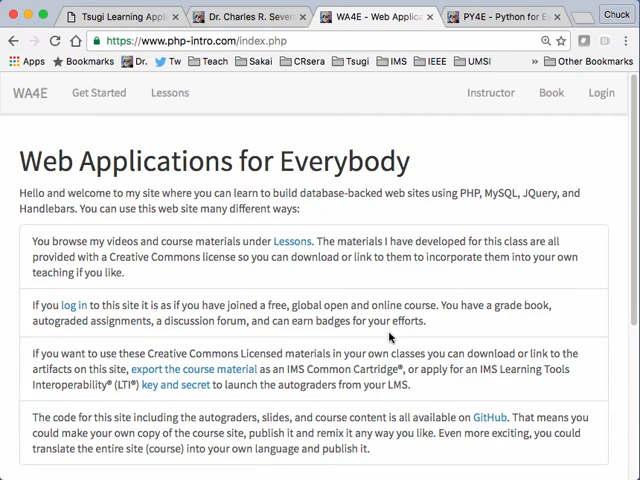 Tsugi Learning Appl
Dr. Charles R. Sever
WA4E - Web Applica
PY4E - Python for E
Chuck
https://www.php-intro.com/index.php
Apps
Bookmarks
Dr.
Tw
Teach
Sakai
CRsera
Tsugi
IMS
IEEE
UMSI
»
Other Bookmarks
WA4E
Get Started
Lessons
Instructor
Book
Login
Web Applications for Everybody
Hello and welcome to my site where you can learn to build database-backed web sites using PHP, MySQL, JQuery, and
Handlebars. You can use this web site many different ways:
You browse my videos and course materials under Lessons. The materials I have developed for this class are all
provided with a Creative Commons license so you can download or link to them to incorporate them into your own
teaching if you like.
If you log in to this site it is as if you have joined a free, global open and online course. You have a grade book,
autograded assignments, a discussion forum, and can earn badges for your efforts.
If you want to use these Creative Commons Licensed materials in your own classes you can download or link to the
artifacts on this site, export the course material as an IMS Common Cartridge®, or apply for an IMS Learning Tools
Interoperability® (LTI®) key and secret to launch the autograders from your LMS.
The code for this site including the autograders, slides, and course content is all available on GitHub. That means you
could make your own copy of the course site, publish it and remix it any way you like. Even more exciting, you could
translate the entire site (course) into your own language and publish it.